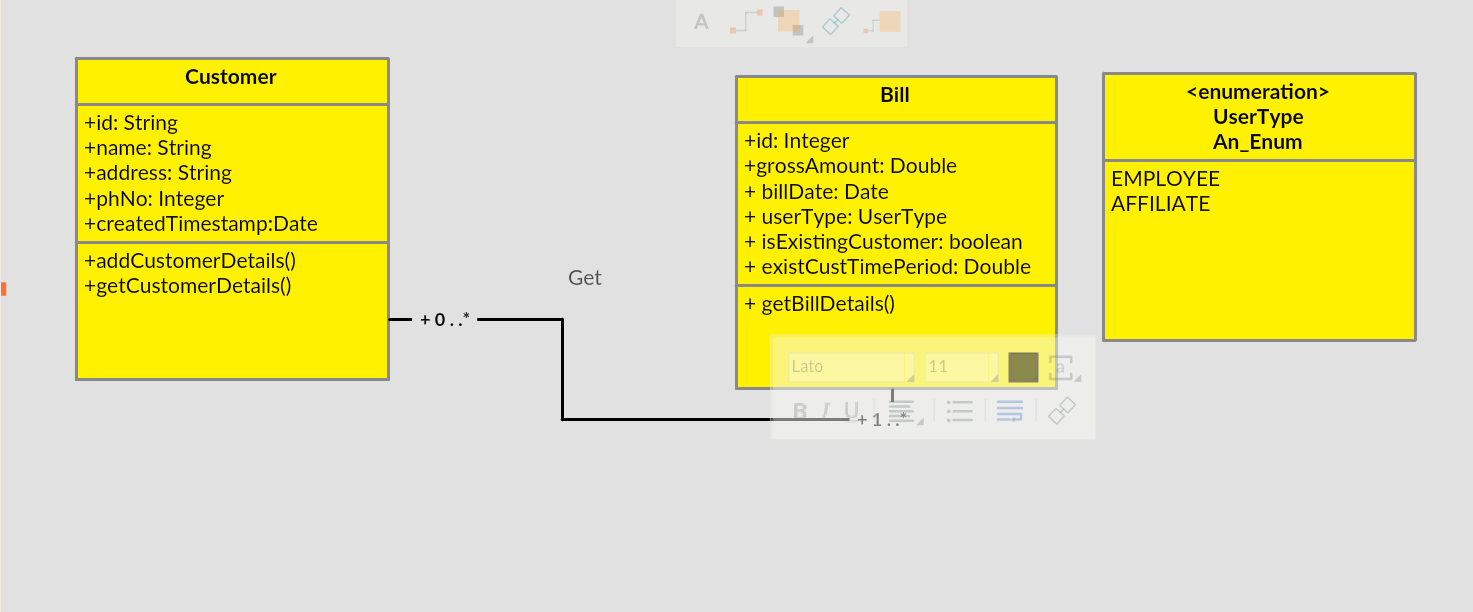 A
Customer
+id: String
+name: String
+address: String
+phNo: Integer
+createdTimestamp:Date
+addCustomerDetails()
+getCustomerDetails()
+ 0 . .*
Get
Bill
+id: Integer
+grossAmount: Double
+ billDate: Date
+ userType: UserType
+ isExistingCustomer: boolean
+ existCustTimePeriod: Double
+ getBillDetails()
<enumeration>
UserType
An_Enum
EMPLOYEE
AFFILIATE
Lato
11
a
B I U
+ 1 . .*